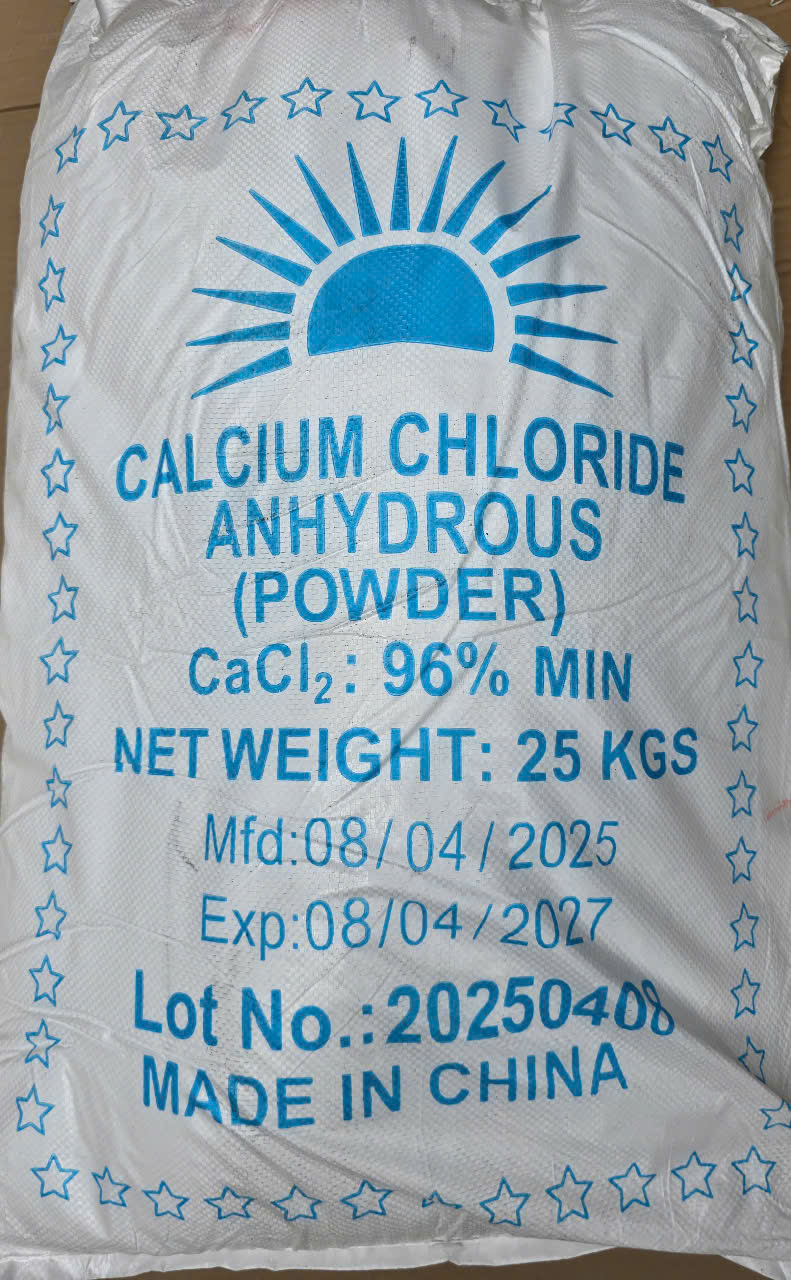 CALCIUM CHLORIDE
ANHYDROUS
(POWDER)
CaCl₂: 96% MIN
NET WEIGHT: 25 KGS
Mfd:08/04/2025
Exp:08/04/2027
Lot No.:20250408
MADE IN CHINA